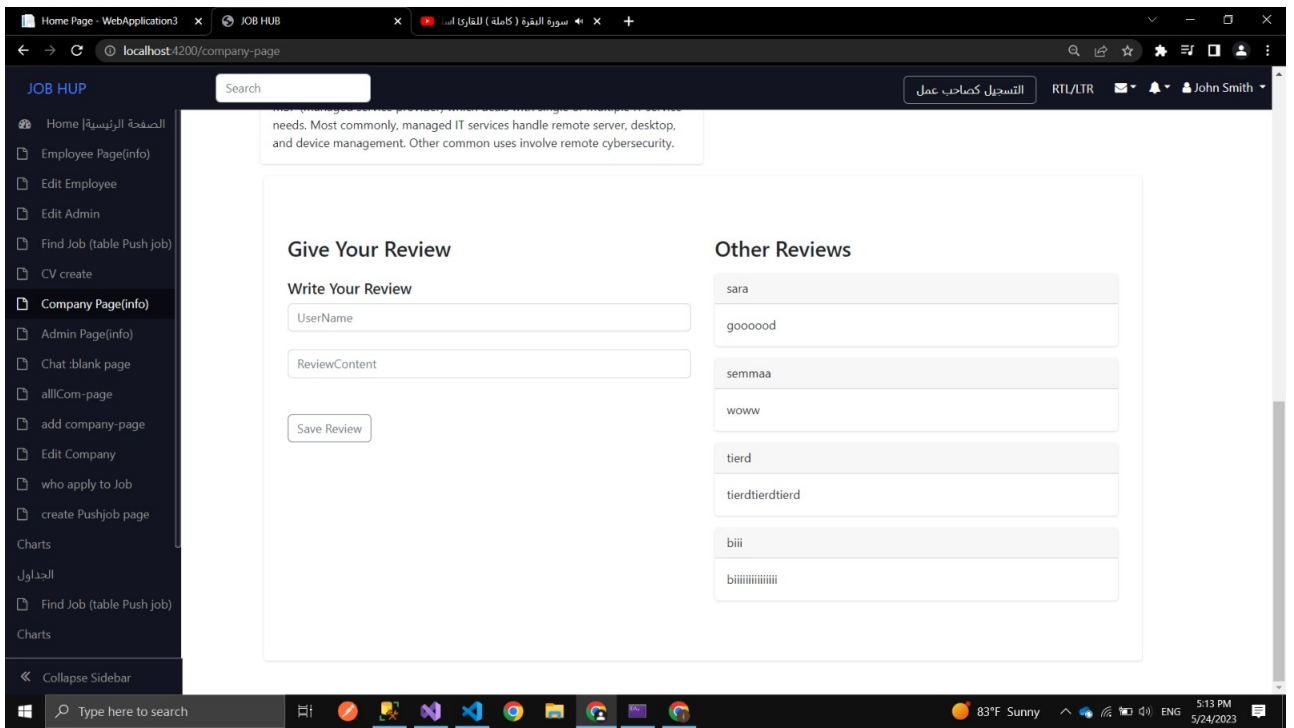 Home Page - WebApplication3
JOB HUB
سورة البقرة ( كاملة ) للقارئ اسا
localhost:4200/company-page
JOB HUP
Search
التسجيل كصاحب عمل
RTL/LTR
John Smith
الصفحة الرئيسية| Home
Employee Page(info)
Edit Employee
Edit Admin
Find Job (table Push job)
CV create
Company Page(info)
Admin Page(info)
Chat :blank page
alllCom-page
add company-page
Edit Company
who apply to Job
create Pushjob page
Charts
الجداول
Find Job (table Push job)
Charts
Collapse Sidebar
needs. Most commonly, managed IT services handle remote server, desktop,
and device management. Other common uses involve remote cybersecurity.
Give Your Review
Write Your Review
UserName
ReviewContent
Save Review
Other Reviews
sara
goooood
semmaa
woww
tierd
tierdtierdtierd
biii
biiiiiiiiiiiiiii
Type here to search
83°F Sunny
ENG
5:13 PM
5/24/2023